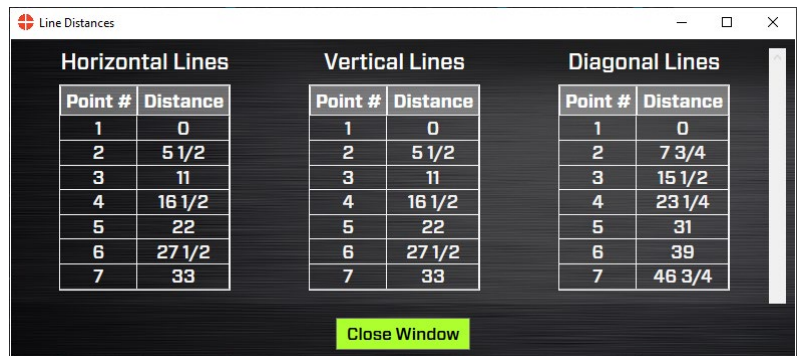 Line Distances
Horizontal Lines Vertical Lines Diagonal Lines
Point # Distance Point # Distance Point # Distance
1 0 1 0 1 0
2 5 1/2 2 5 1/2 2 7 3/4
3 11 3 11 3 15 1/2
4 16 1/2 4 16 1/2 4 23 1/4
5 22 5 22 5 31
6 27 1/2 6 27 1/2 6 39
7 33 7 33 7 46 3/4
Close Window